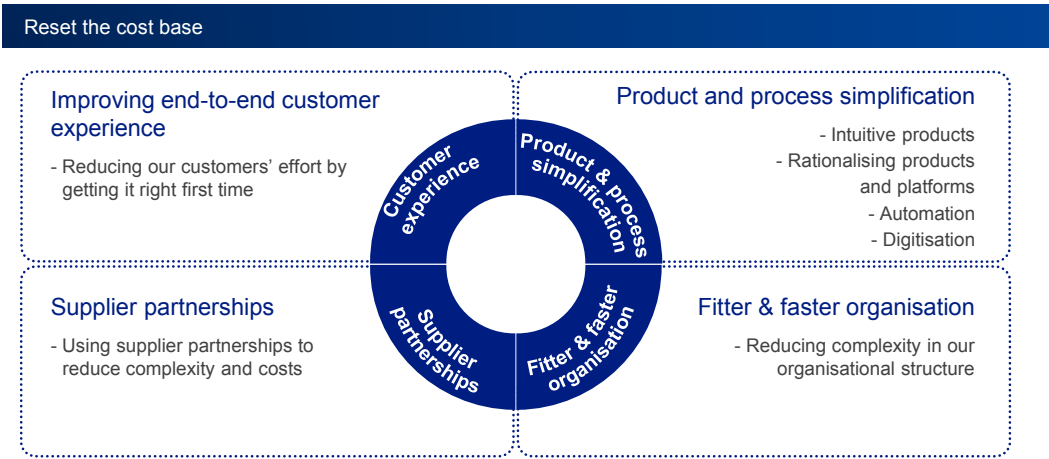 Reset the cost base
Improving end-to-end customer
experience
- Reducing our customers’ effort by
getting it right first time
Product and process simplification
- Intuitive products
- Rationalising products
and platforms
- Automation
- Digitisation
Customer
experience
Product & process
simplification
Supplier
partnerships
Fitter & faster
organisation
Supplier partnerships
- Using supplier partnerships to
reduce complexity and costs
Fitter & faster organisation
- Reducing complexity in our
organisational structure